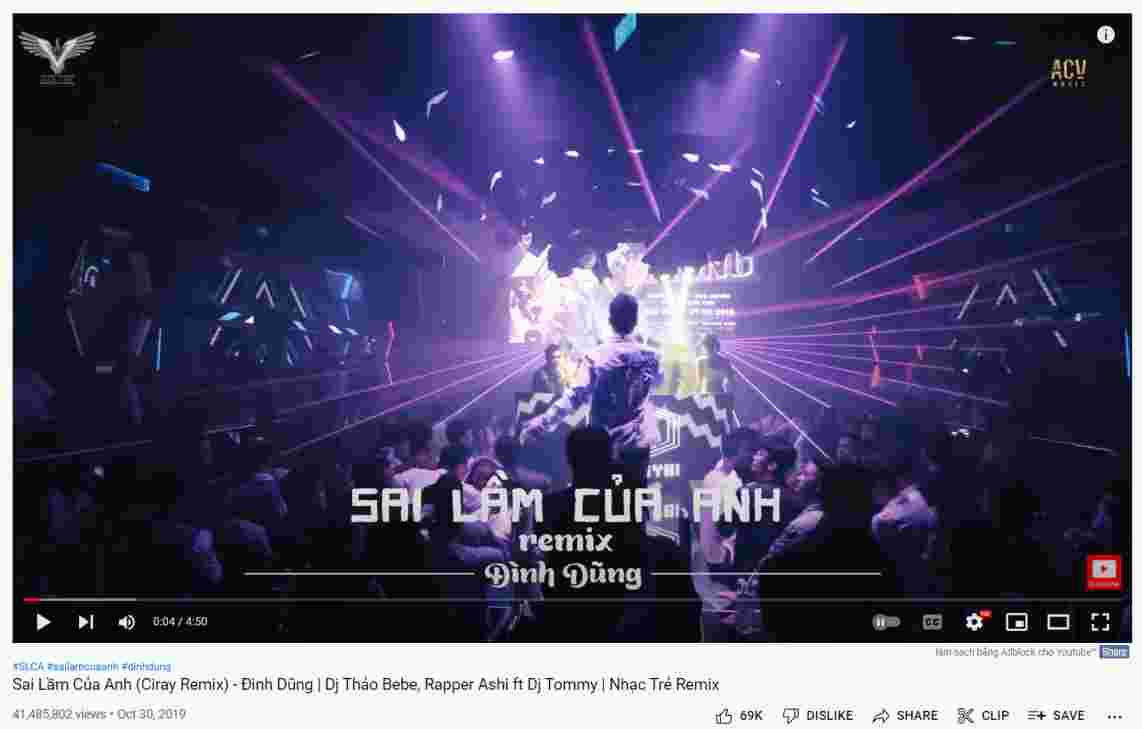 ACV
MUSIC
SAI LẦM CỦA ANH
remix
Đình Dũng
0:04 / 4:50
CC
HD
làm sạch bằng Adblock cho Youtube™ Share
#SLCA #sailamcuaanh #dinhdung
Sai Lầm Của Anh (Ciray Remix) - Đình Dũng | Dj Thảo Bebe, Rapper Ashi ft Dj Tommy | Nhạc Trẻ Remix
41,485,802 views • Oct 30, 2019
69K DISLIKE SHARE CLIP SAVE